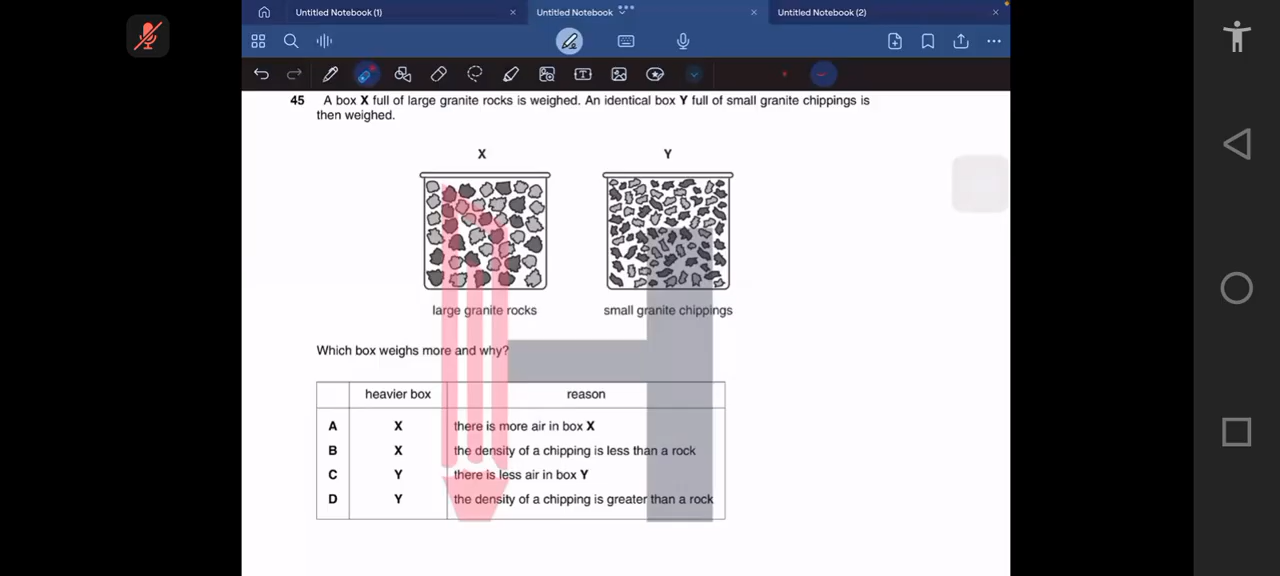 Untitled Notebook (1)
Untitled Notebook
Untitled Notebook (2)
45 A box X full of large granite rocks is weighed. An identical box Y full of small granite chippings is
then weighed.
X Y
large granite rocks small granite chippings
Which box weighs more and why?
heavier box reason
A X there is more air in box X
B X the density of a chipping is less than a rock
C Y there is less air in box Y
D Y the density of a chipping is greater than a rock